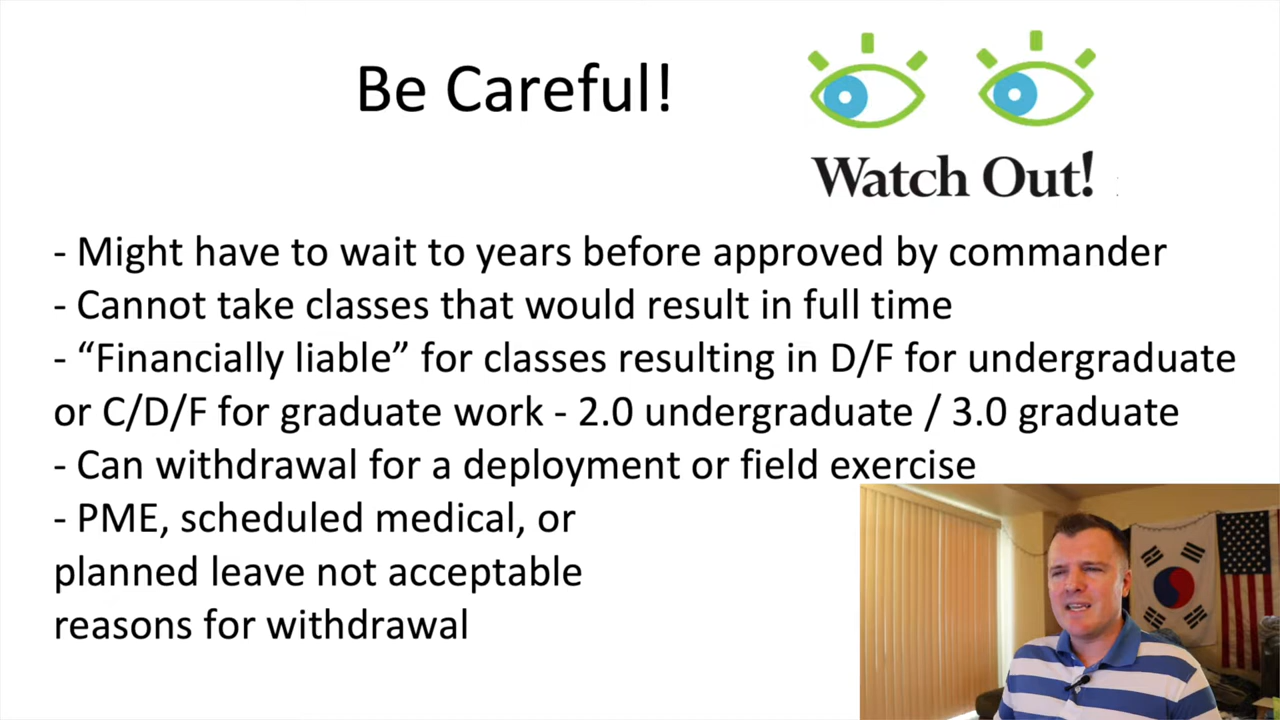 Be Careful!
Watch Out!
- Might have to wait to years before approved by commander
- Cannot take classes that would result in full time
- “Financially liable” for classes resulting in D/F for undergraduate
or C/D/F for graduate work - 2.0 undergraduate / 3.0 graduate
- Can withdrawal for a deployment or field exercise
- PME, scheduled medical, or
planned leave not acceptable
reasons for withdrawal